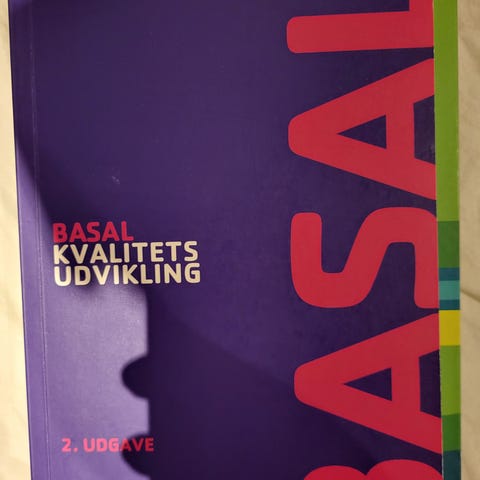 BASAL
KVALITETS
UDVIKLING
2. UDGAVE
BASAL